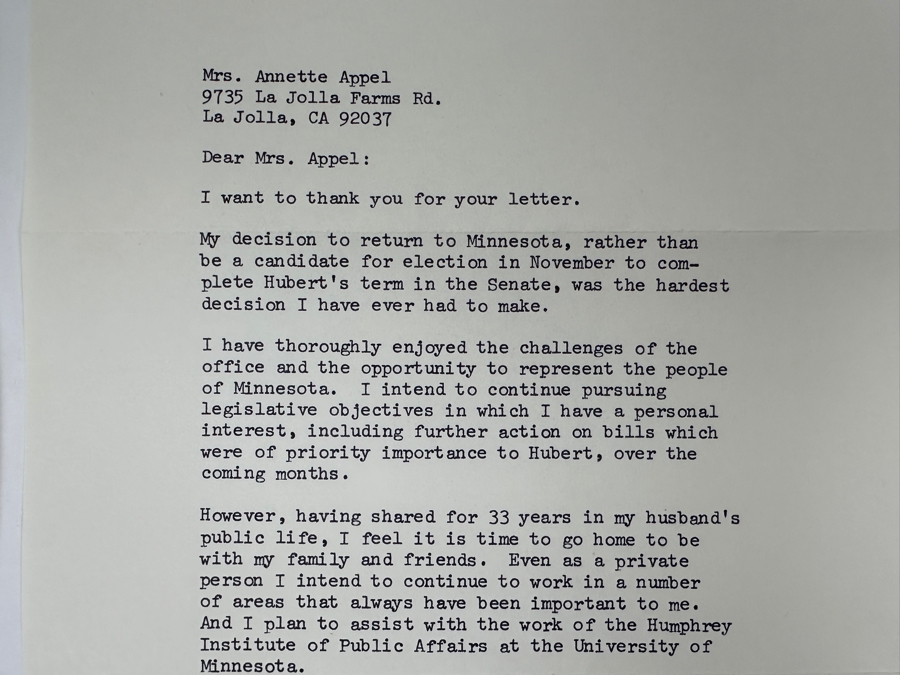 Mrs. Annette Appel
9735 La Jolla Farms Rd.
La Jolla, CA 92037
Dear Mrs. Appel:
I want to thank you for your letter.
My decision to return to Minnesota, rather than
be a candidate for election in November to com-
plete Hubert's term in the Senate, was the hardest
decision I have ever had to make.
I have thoroughly enjoyed the challenges of the
office and the opportunity to represent the people
of Minnesota.  I intend to continue pursuing
legislative objectives in which I have a personal
interest, including further action on bills which
were of priority importance to Hubert, over the
coming months.
However, having shared for 33 years in my husband's
public life, I feel it is time to go home to be
with my family and friends.  Even as a private
person I intend to continue to work in a number
of areas that always have been important to me.
And I plan to assist with the work of the Humphrey
Institute of Public Affairs at the University of
Minnesota.